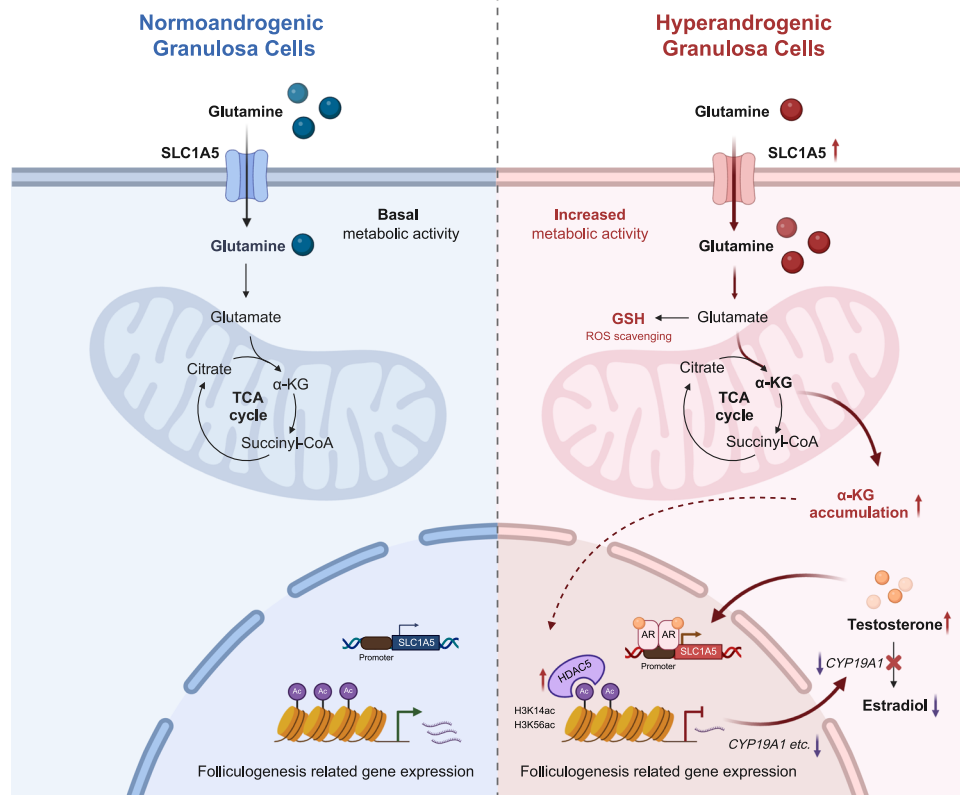 Normoandrogenic
Granulosa Cells
Glutamine
SLC1A5
Basal
metabolic activity
Glutamine
Glutamate
Citrate
α-KG
TCA
cycle
Succinyl-CoA
SLC1A5
Promoter
Ac Ac Ac
Folliculogenesis related gene expression
Hyperandrogenic
Granulosa Cells
Glutamine
SLC1A5
Increased
metabolic activity
Glutamine
GSH
Glutamate
ROS scavenging
Citrate
α-KG
TCA
cycle
Succinyl-CoA
α-KG
accumulation
Testosterone
CYP19A1
Estradiol
AR AR
SLC1A5
Promoter
HDAC5
Ac Ac
H3K14ac
H3K56ac
CYP19A1 etc.
Folliculogenesis related gene expression